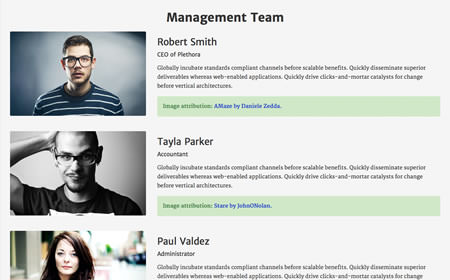 Management Team
Robert Smith
CEO of Plethora
Globally incubate standards compliant channels before scalable benefits. Quickly disseminate superior
deliverables whereas web-enabled applications. Quickly drive clicks-and-mortar catalysts for change
before vertical architectures.
Image attribution: AMaze by Daniele Zedda.
Tayla Parker
Accountant
Globally incubate standards compliant channels before scalable benefits. Quickly disseminate superior
deliverables whereas web-enabled applications. Quickly drive clicks-and-mortar catalysts for change
before vertical architectures.
Image attribution: Stare by JohnONolan.
Paul Valdez
Administrator
Globally incubate standards compliant channels before scalable benefits. Quickly disseminate superior
deliverables whereas web-enabled applications. Quickly drive clicks-and-mortar catalysts for change